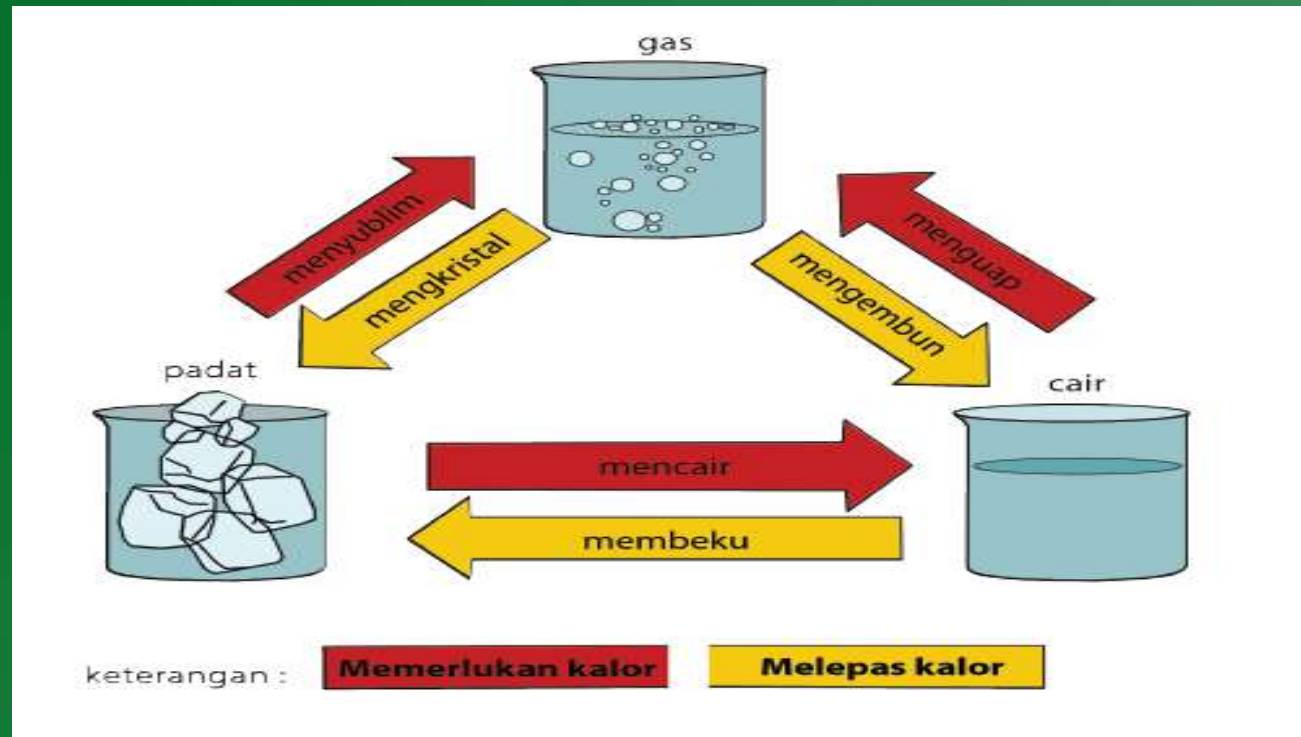 gas
menyublim
mengkristal
menguap
mengembun
padat
cair
mencair
membeku
keterangan :
Memerlukan kalor
Melepas kalor